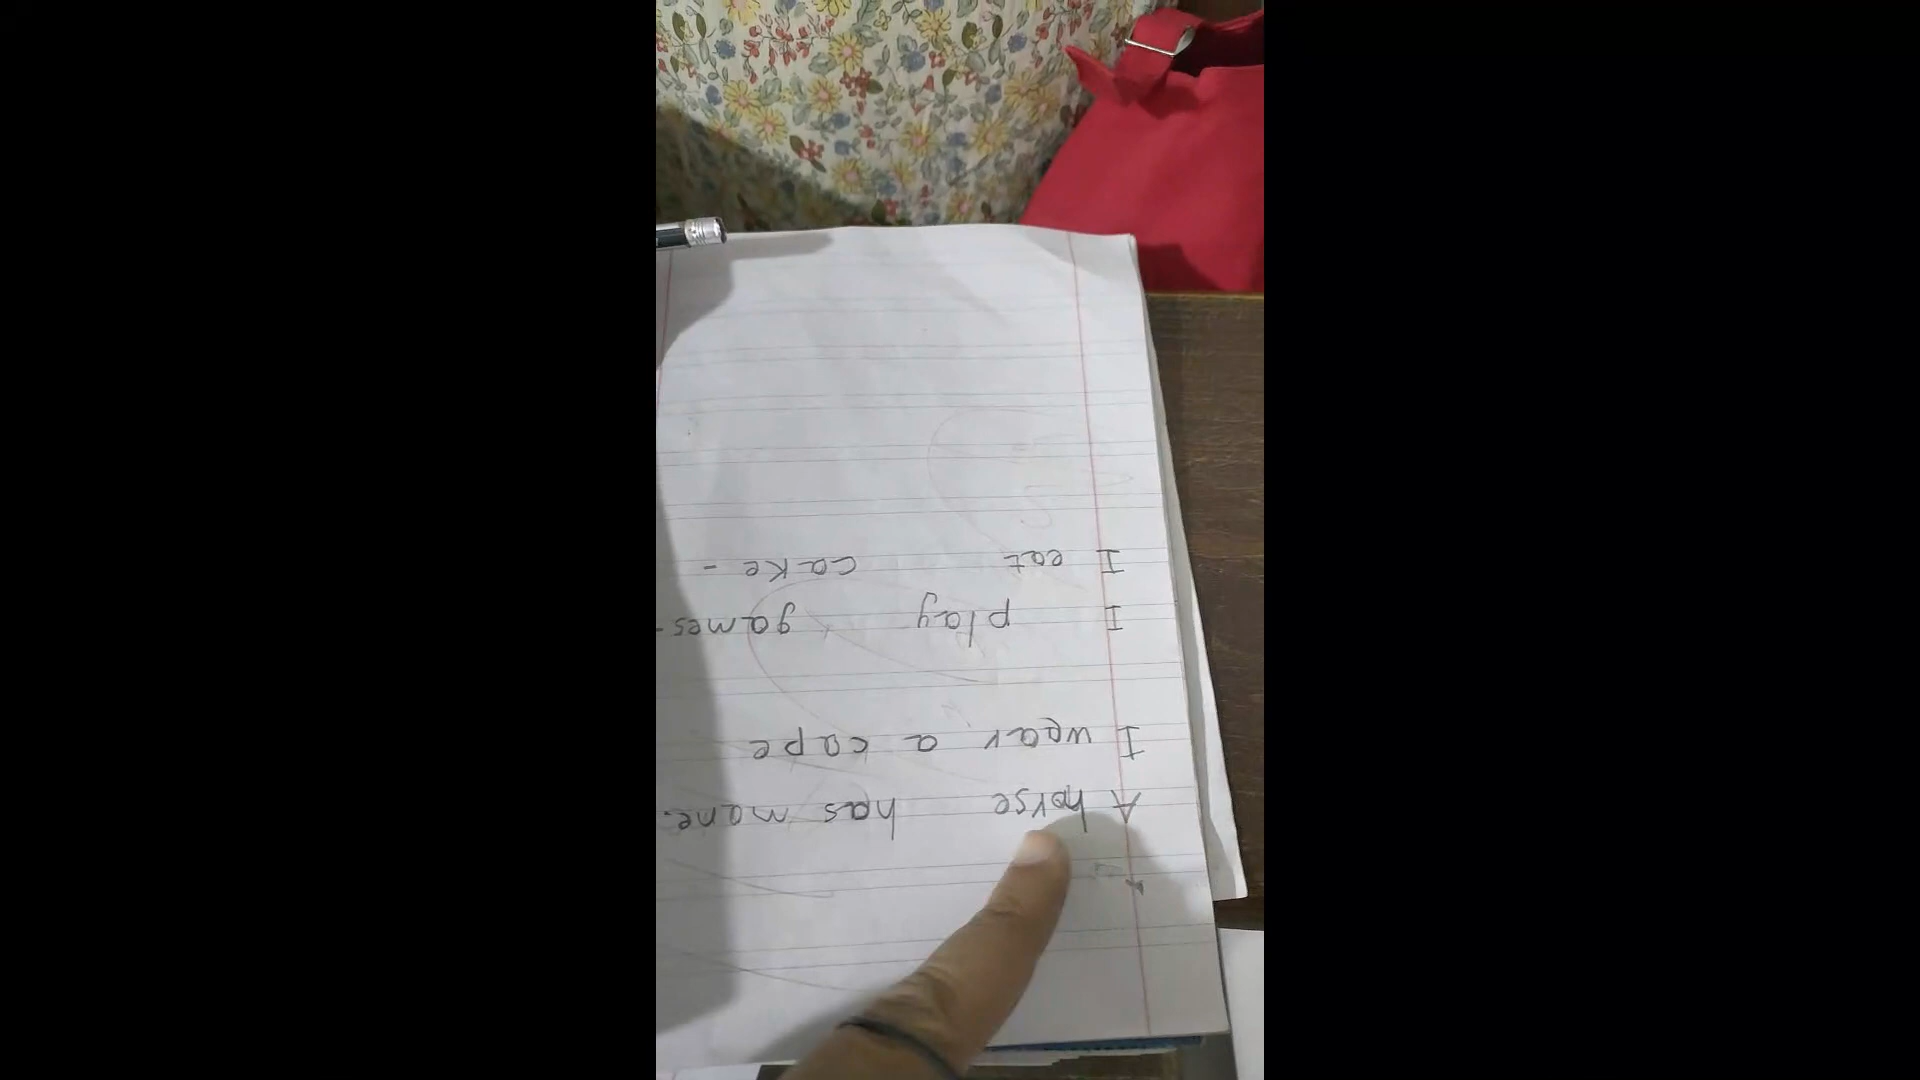 A horse has mane.
I wear a cape
I play games-
I eat cake -